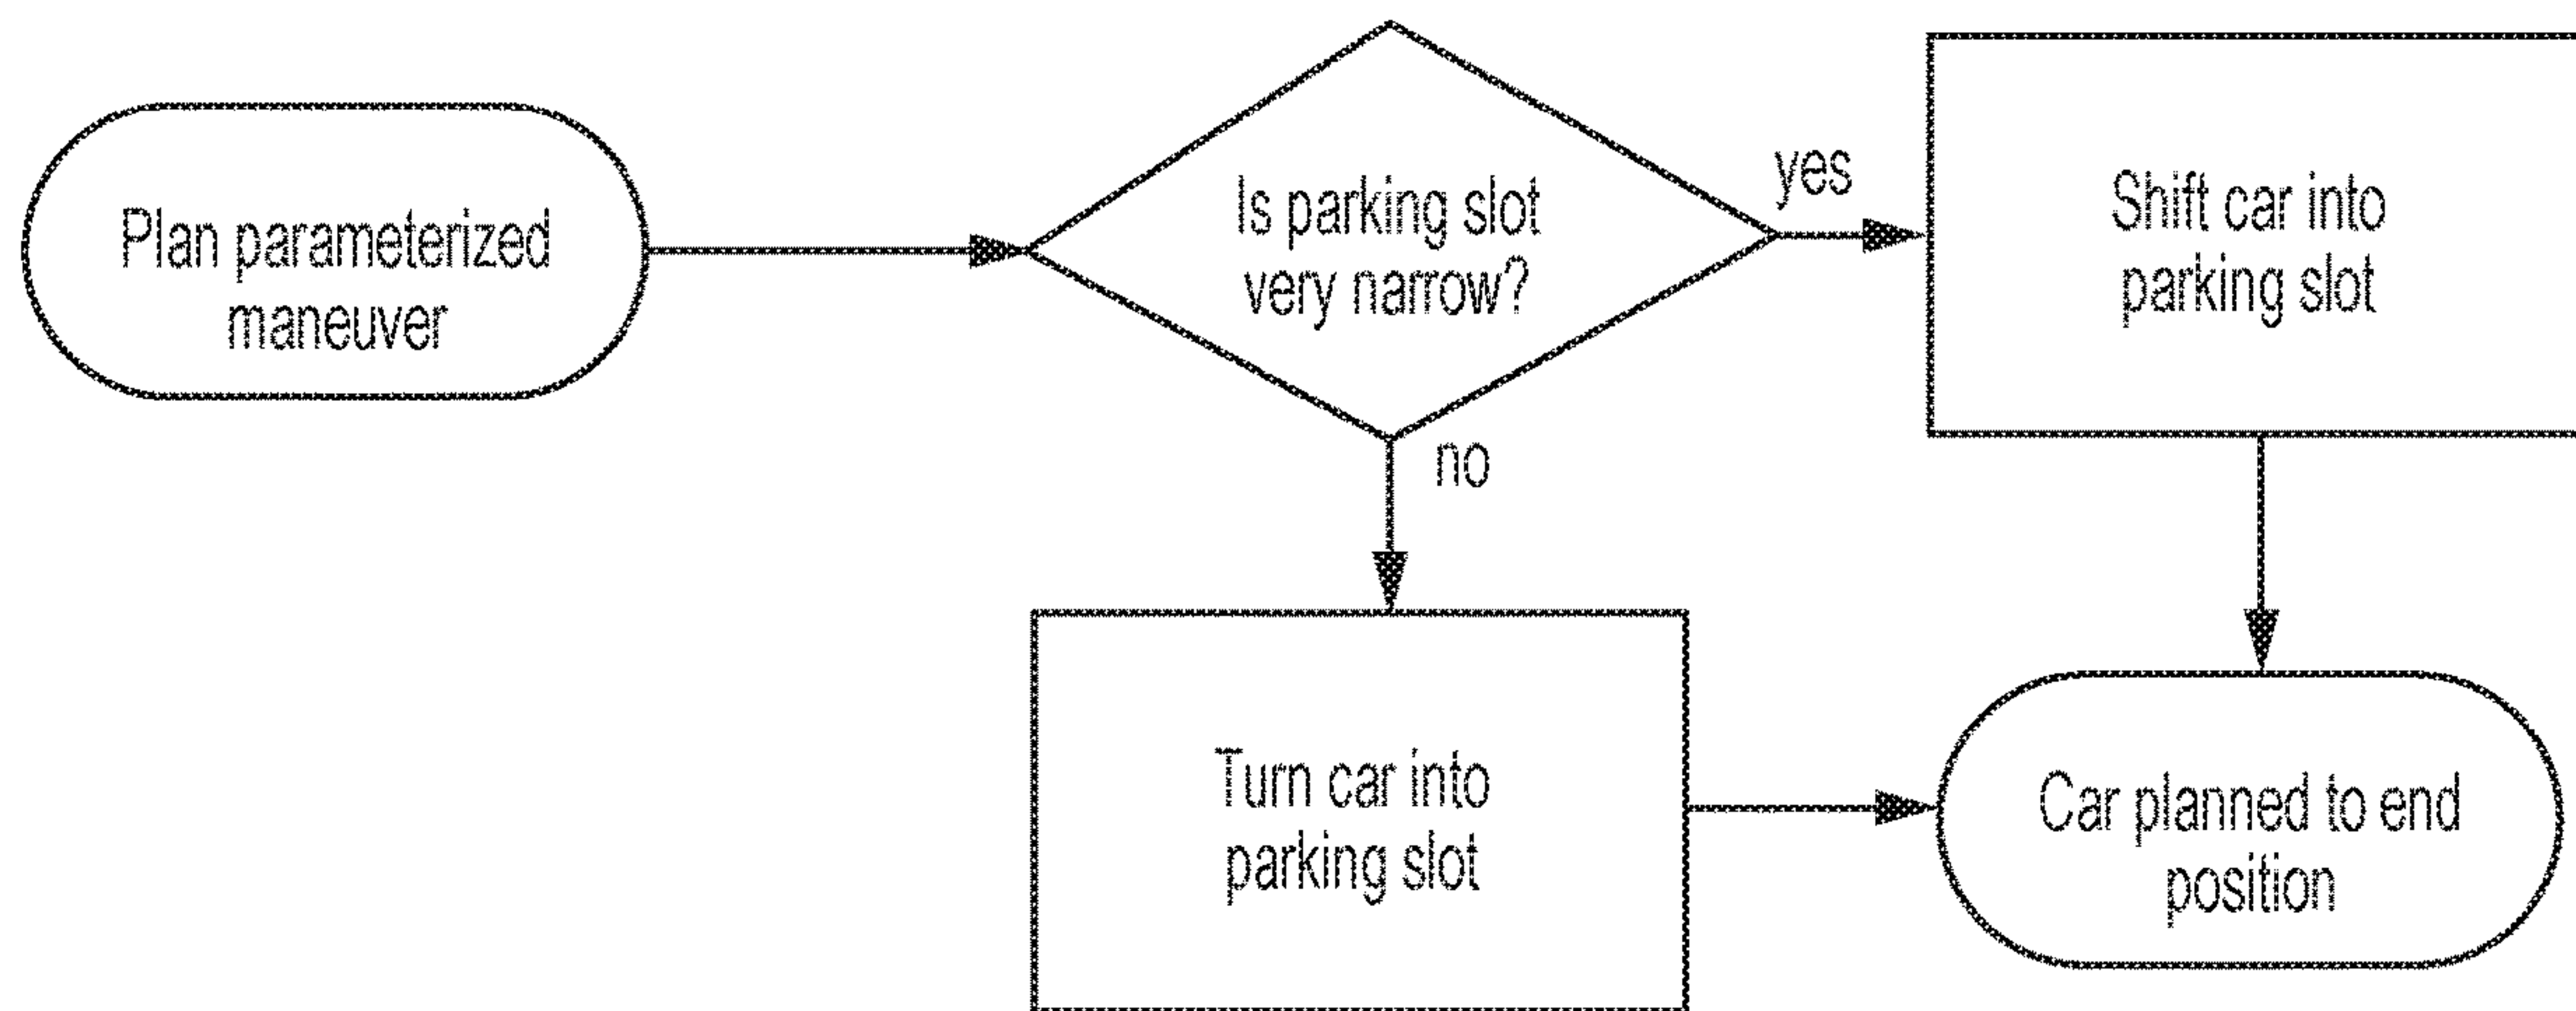 Plan parameterized
maneuver
Is parking slot
very narrow?
yes
Shift car into
parking slot
no
Turn car into
parking slot
Car planned to end
position